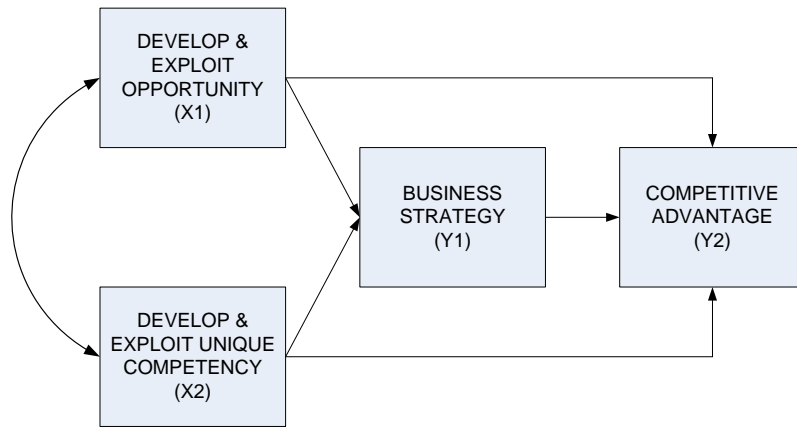 DEVELOP &
EXPLOIT
OPPORTUNITY
(X1)
BUSINESS
STRATEGY
(Y1)
COMPETITIVE
ADVANTAGE
(Y2)
DEVELOP &
EXPLOIT UNIQUE
COMPETENCY
(X2)